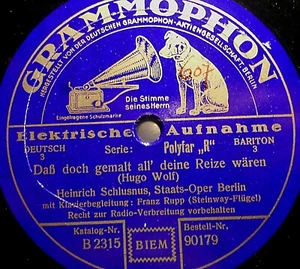 GRAMMOPHON
HERGESTELLT VON DER DEUTSCHEN GRAMMOPHON-AKTIENGESELLSCHAFT, BERLIN
Die Stimme
seines Herrn
Eingetragene Schutzmarke
Elektrische Aufnahme
DEUTSCH Serie: Polyfar „R" BARITON
3 3
Daß doch gemalt all' deine Reize wären
(Hugo Wolf)
Heinrich Schlusnus, Staats-Oper Berlin
mit Klavierbegleitung: Franz Rupp (Steinway-Flügel)
Recht zur Radio-Verbreitung vorbehalten
Katalog-Nr. Bestell-Nr.
B 2315 BIEM 90179